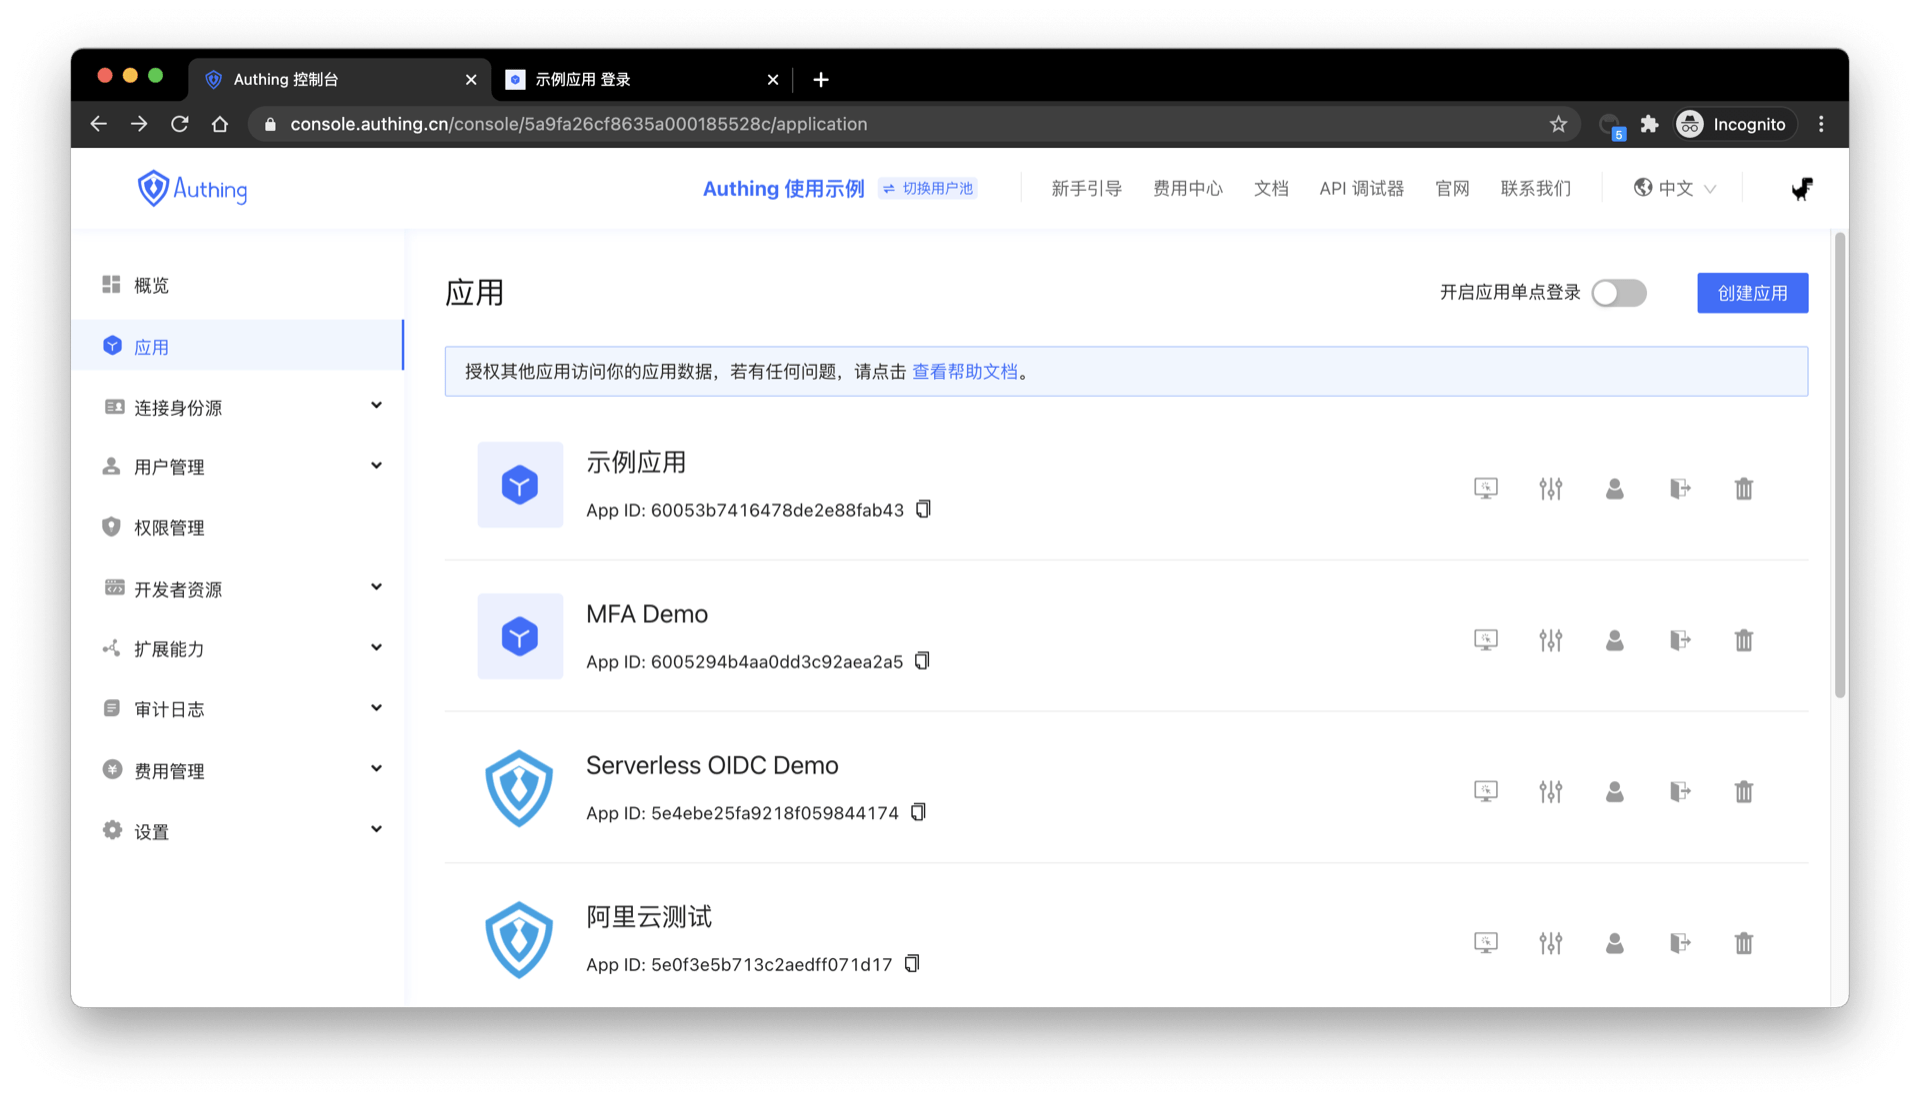 Authing 控制台
示例应用 登录
console.authing.cn/console/5a9fa26cf8635a000185528c/application
5
Incognito
Authing
Authing 使用示例
切换用户池
新手引导
费用中心
文档
API 调试器
官网
联系我们
中文
概览
应用
连接身份源
用户管理
权限管理
开发者资源
扩展能力
审计日志
费用管理
设置
应用
开启应用单点登录
创建应用
授权其他应用访问你的应用数据，若有任何问题，请点击 查看帮助文档。
示例应用
App ID: 60053b7416478de2e88fab43
MFA Demo
App ID: 6005294b4aa0dd3c92aea2a5
Serverless OIDC Demo
App ID: 5e4ebe25fa9218f059844174
阿里云测试
App ID: 5e0f3e5b713c2aedff071d17